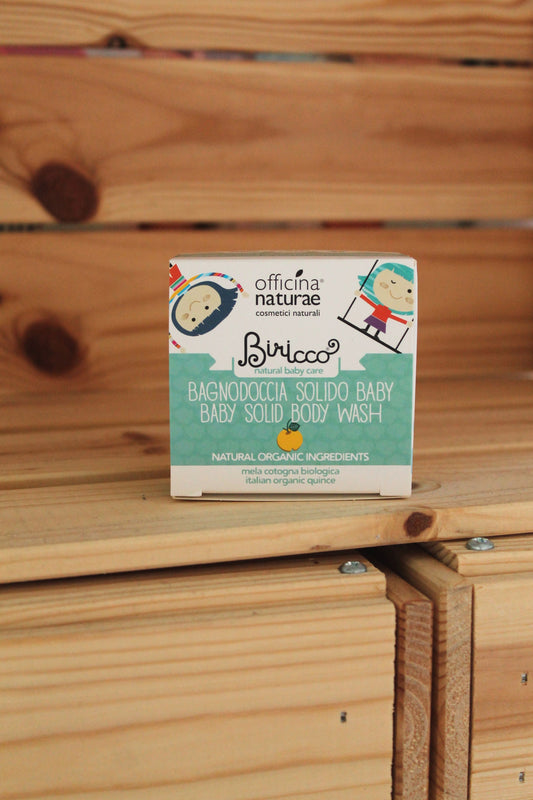 officina®
naturae
cosmetici naturali
Biricco
natural baby care
BAGNODOCCIA SOLIDO BABY
BABY SOLID BODY WASH
NATURAL ORGANIC INGREDIENTS
mela cotogna biologica
italian organic quince